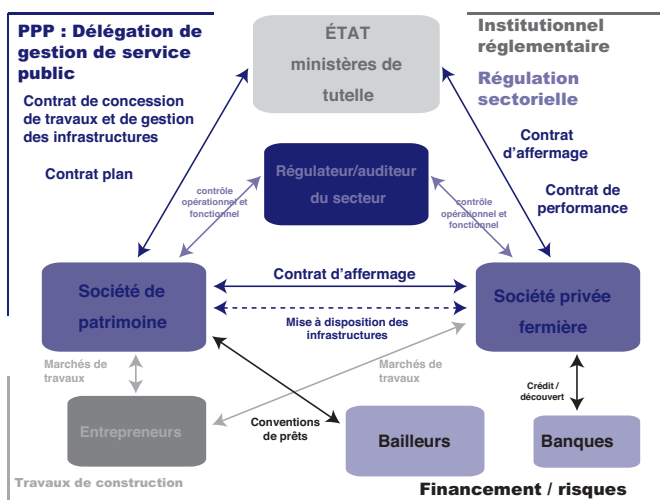 PPP : Délégation de
gestion de service
public
Contrat de concession
de travaux et de gestion
des infrastructures
Contrat plan
ÉTAT
ministères de
tutelle
Institutionnel
réglementaire
Régulation
sectorielle
Contrat
d'affermage
Contrat de
performance
Régulateur/auditeur
du secteur
contrôle
opérationnel et
fonctionnel
contrôle
opérationnel et
fonctionnel
Société de
patrimoine
Contrat d'affermage
Mise à disposition des
infrastructures
Société privée
fermière
Marchés de
travaux
Marchés de
travaux
Crédit /
découvert
Entrepreneurs
Conventions
de prêts
Bailleurs
Banques
Travaux de construction
Financement / risques